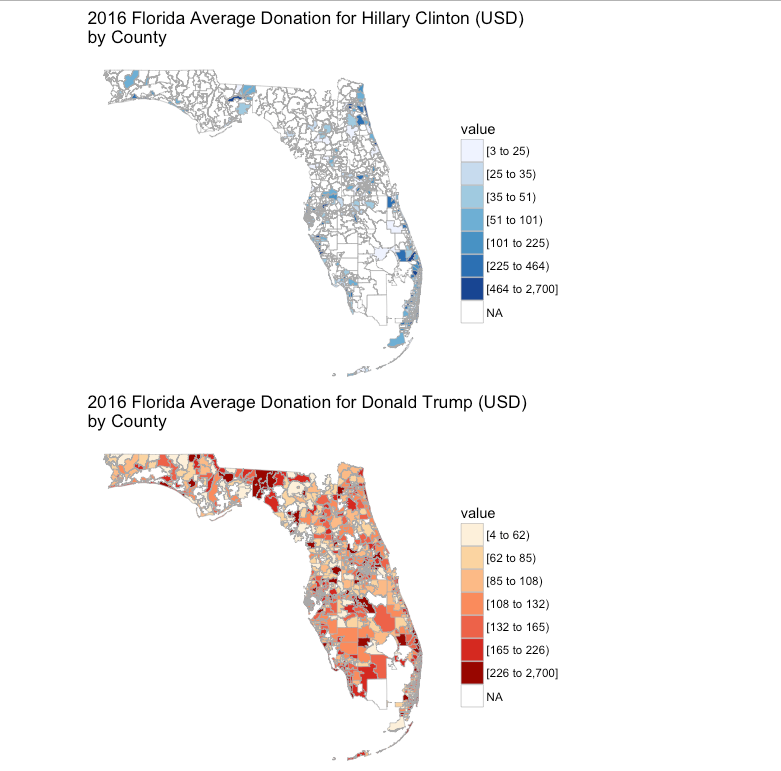 2016 Florida Average Donation for Hillary Clinton (USD)
by County
value
[3 to 25)
[25 to 35)
[35 to 51)
[51 to 101)
[101 to 225)
[225 to 464)
[464 to 2,700]
NA
2016 Florida Average Donation for Donald Trump (USD)
by County
value
[4 to 62)
[62 to 85)
[85 to 108)
[108 to 132)
[132 to 165)
[165 to 226)
[226 to 2,700]
NA